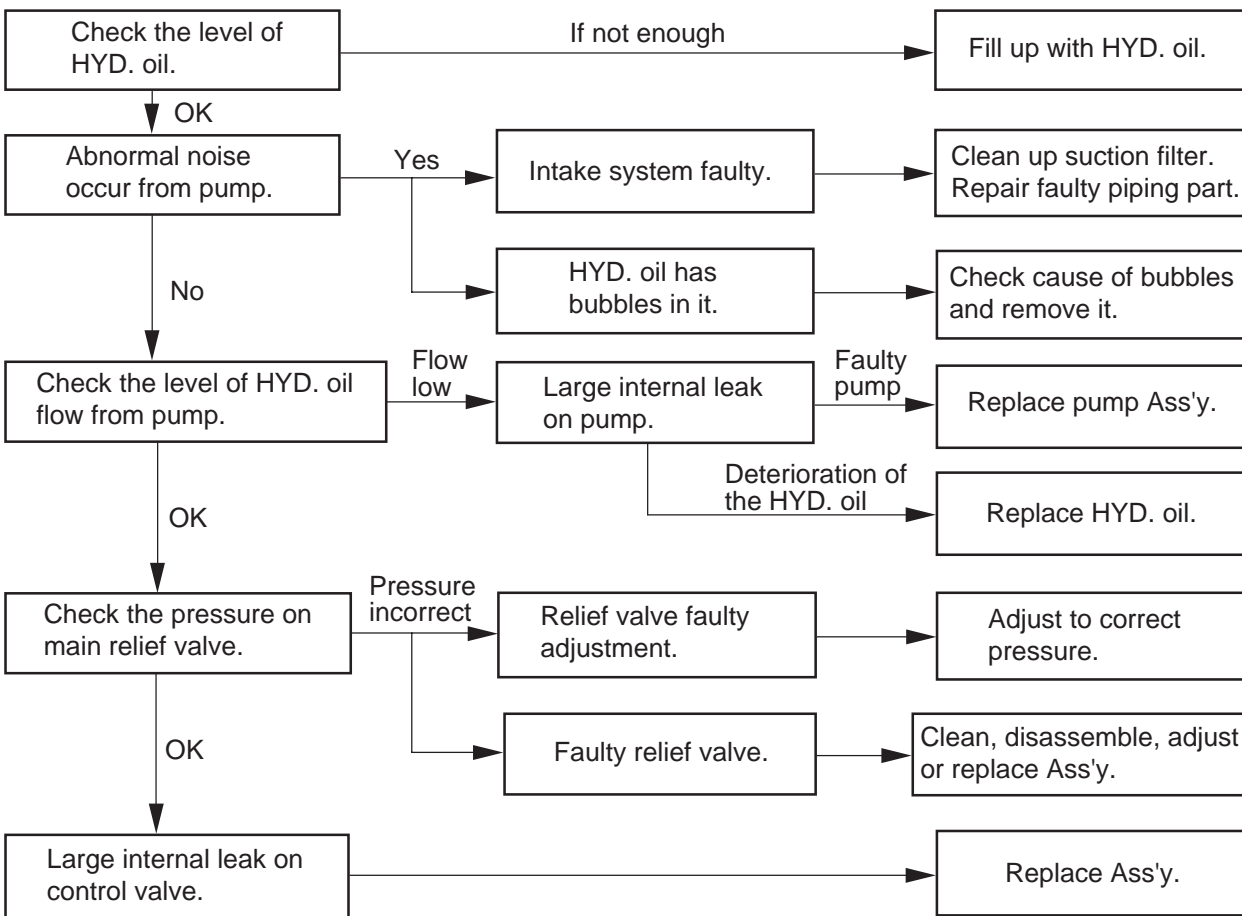 Check the level of
HYD. oil.
If not enough
Fill up with HYD. oil.
OK
Abnormal noise
occur from pump.
Yes
Intake system faulty.
Clean up suction filter.
Repair faulty piping part.
HYD. oil has
bubbles in it.
Check cause of bubbles
and remove it.
No
Check the level of HYD. oil
flow from pump.
Flow
low
Large internal leak
on pump.
Faulty
pump
Replace pump Ass'y.
Deterioration of
the HYD. oil
Replace HYD. oil.
OK
Check the pressure on
main relief valve.
Pressure
incorrect
Relief valve faulty
adjustment.
Adjust to correct
pressure.
Faulty relief valve.
Clean, disassemble, adjust
or replace Ass'y.
OK
Large internal leak on
control valve.
Replace Ass'y.